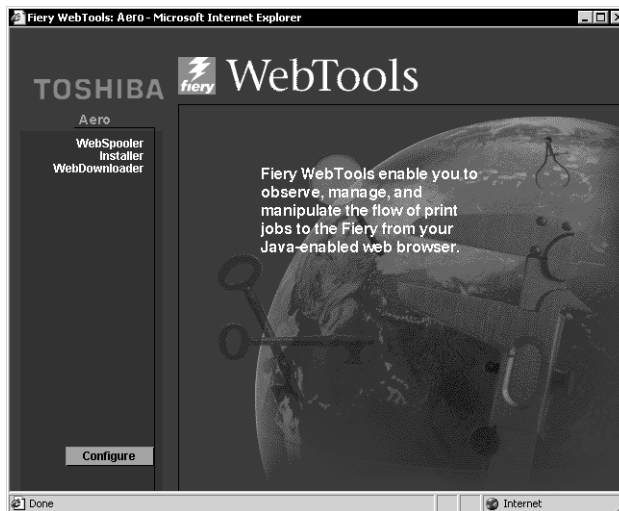 Fiery WebTools: Aero - Microsoft Internet Explorer
TOSHIBA
fiery
WebTools
Aero
WebSpooler
Installer
WebDownloader
Fiery WebTools enable you to
observe, manage, and
manipulate the flow of print
jobs to the Fiery from your
Java-enabled web browser.
Configure
Done
Internet